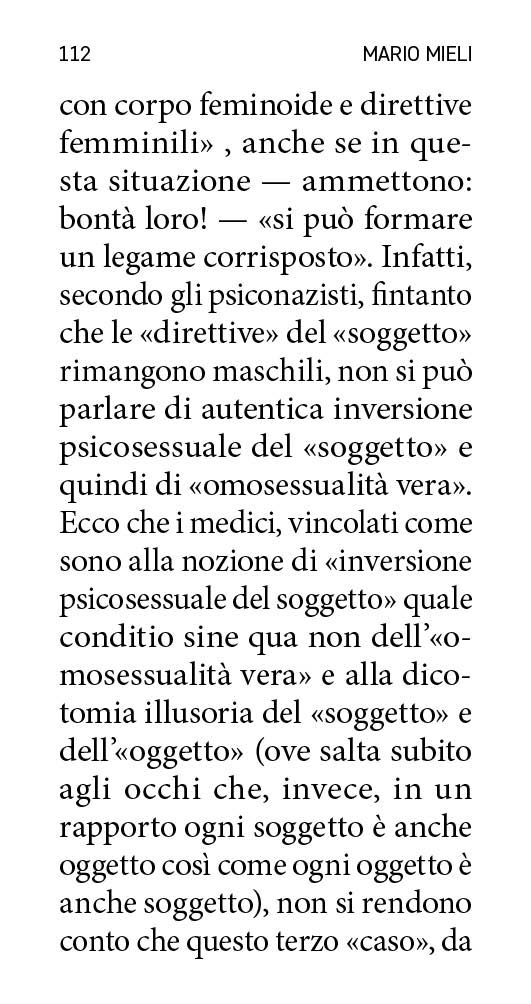 112
MARIO MIELI
con corpo feminoide e direttive
femminili» , anche se in que-
sta situazione — ammettono:
bontà loro! — «si può formare
un legame corrisposto». Infatti,
secondo gli psiconazisti, fintanto
che le «direttive» del «soggetto»
rimangono maschili, non si può
parlare di autentica inversione
psicosessuale del «soggetto» e
quindi di «omosessualità vera».
Ecco che i medici, vincolati come
sono alla nozione di «inversione
psicosessuale del soggetto» quale
conditio sine qua non dell’«o-
mosessualità vera» e alla dico-
tomia illusoria del «soggetto» e
dell’«oggetto» (ove salta subito
agli occhi che, invece, in un
rapporto ogni soggetto è anche
oggetto così come ogni oggetto è
anche soggetto), non si rendono
conto che questo terzo «caso», da